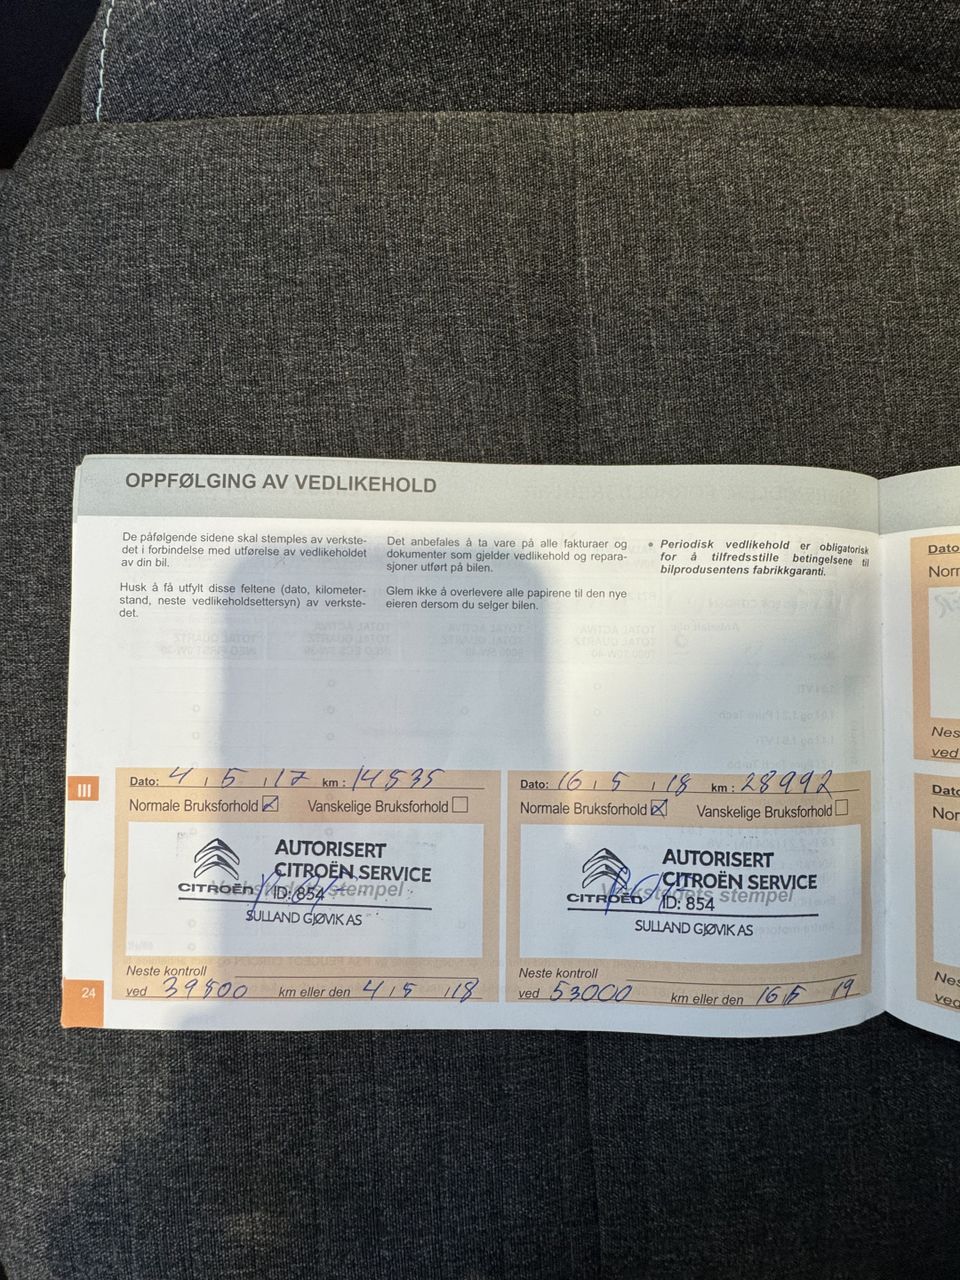 OPPFØLGING AV VEDLIKEHOLD
De påfølgende sidene skal stemples av verkste-
det i forbindelse med utførelse av vedlikeholdet
av din bil.
Husk å få utfylt disse feltene (dato, kilometer-
stand, neste vedlikeholdsettersyn) av verkste-
det.
Det anbefales å ta vare på alle fakturaer og
dokumenter som gjelder vedlikehold og repara-
sjoner utført på bilen.
Glem ikke å overlevere alle papirene til den nye
eieren dersom du selger bilen.
• Periodisk vedlikehold er obligatorisk
for å tilfredsstille betingelsene til
bilprodusentens fabrikkgaranti.
III
Dato: 4 , 5 , 17 km : 14535
Normale Bruksforhold Vanskelige Bruksforhold
AUTORISERT
CITROËN SERVICE
CITROËN
Verkstedets stempel
ID: 854
SULLAND GJØVIK AS
Neste kontroll
ved 39500 km eller den 4 , 5 , 18
Dato: 16 , 5 , 18 km : 28992
Normale Bruksforhold Vanskelige Bruksforhold
AUTORISERT
CITROËN SERVICE
CITROËN
Verkstedets stempel
ID: 854
SULLAND GJØVIK AS
Neste kontroll
ved 53000 km eller den 16 , 5 19
24
Dato
Nor
Nes
ved
Dato
Nor
Nes
ved